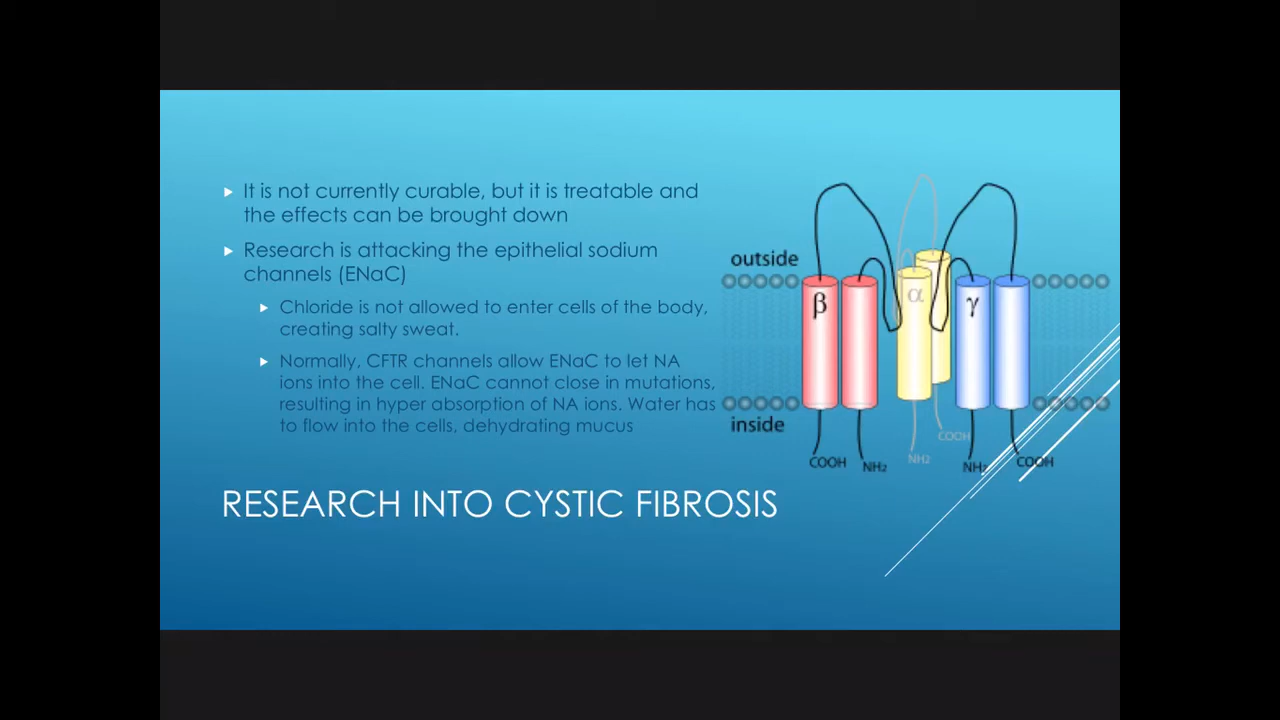 It is not currently curable, but it is treatable and
the effects can be brought down
Research is attacking the epithelial sodium
channels (ENaC)
Chloride is not allowed to enter cells of the body,
creating salty sweat.
Normally, CFTR channels allow ENaC to let NA
ions into the cell. ENaC cannot close in mutations,
resulting in hyper absorption of NA ions. Water has
to flow into the cells, dehydrating mucus
outside
β
α
γ
inside
COOH
NH2
NH2
COOH
NH2
COOH
RESEARCH INTO CYSTIC FIBROSIS